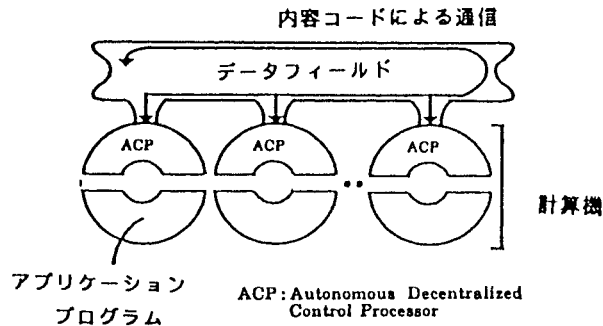 内容コードによる通信
データフィールド
ACP
ACP
ACP
計算機
アプリケーション
プログラム
ACP:Autonomous Decentralized
Control Processor